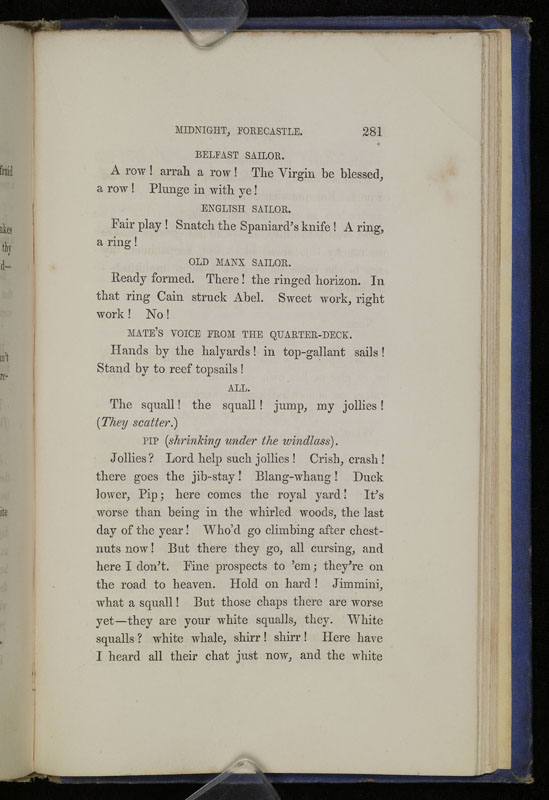 MIDNIGHT, FORECASTLE. 281
BELFAST SAILOR.
A row! arrah a row! The Virgin be blessed,
a row! Plunge in with ye!
ENGLISH SAILOR.
Fair play! Snatch the Spaniard's knife! A ring,
a ring!
OLD MANX SAILOR.
Ready formed. There! the ringed horizon. In
that ring Cain struck Abel. Sweet work, right
work! No!
MATE'S VOICE FROM THE QUARTER-DECK.
Hands by the halyards! in top-gallant sails!
Stand by to reef topsails!
ALL.
The squall! the squall! jump, my jollies!
(They scatter.)
PIP (shrinking under the windlass).
Jollies? Lord help such jollies! Crish, crash!
there goes the jib-stay! Blang-whang! Duck
lower, Pip; here comes the royal yard! It's
worse than being in the whirled woods, the last
day of the year! Who'd go climbing after chest-
nuts now! But there they go, all cursing, and
here I don't. Fine prospects to 'em; they're on
the road to heaven. Hold on hard! Jimmini,
what a squall! But those chaps there are worse
yet—they are your white squalls, they. White
squalls? white whale, shirr! shirr! Here have
I heard all their chat just now, and the white